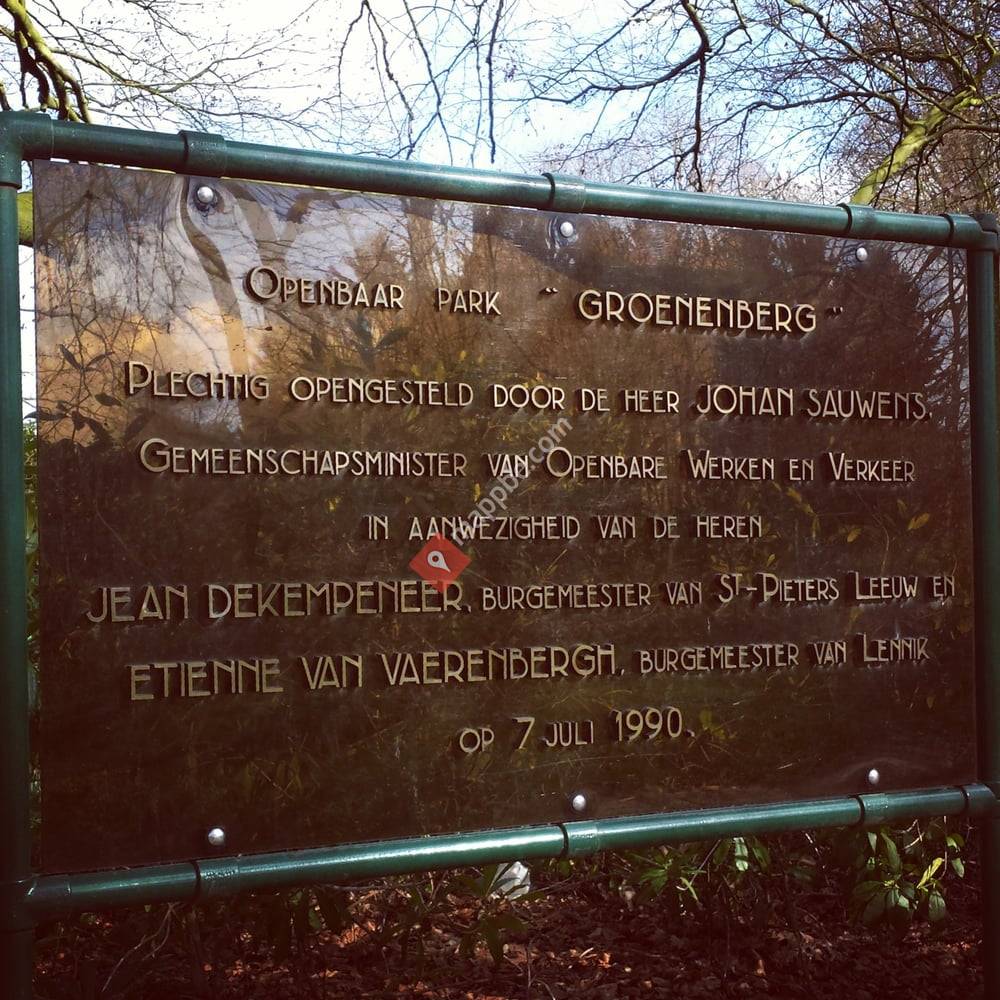 Openbaar park " GROENENBERG "
Plechtig opengesteld door de heer JOHAN SAUWENS,
Gemeenschapsminister van Openbare Werken en Verkeer
in aanwezigheid van de heren
JEAN DEKEMPENEER, burgemeester van St-Pieters Leeuw en
ETIENNE VAN VAERENBERGH, burgemeester van Lennik
op 7 juli 1990.